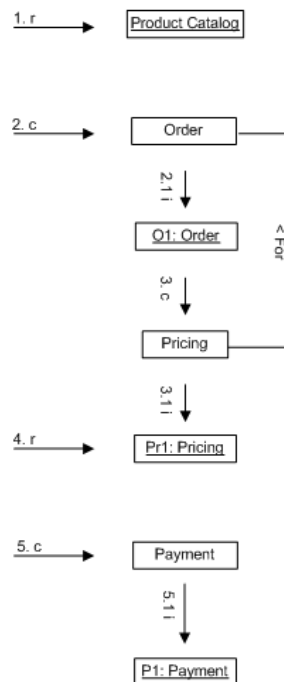 1. r
Product Catalog
2. c
Order
2.1 i
O1: Order
< For
3. c
Pricing
3.1 i
4. r
Pr1: Pricing
5. c
Payment
5.1 i
P1: Payment